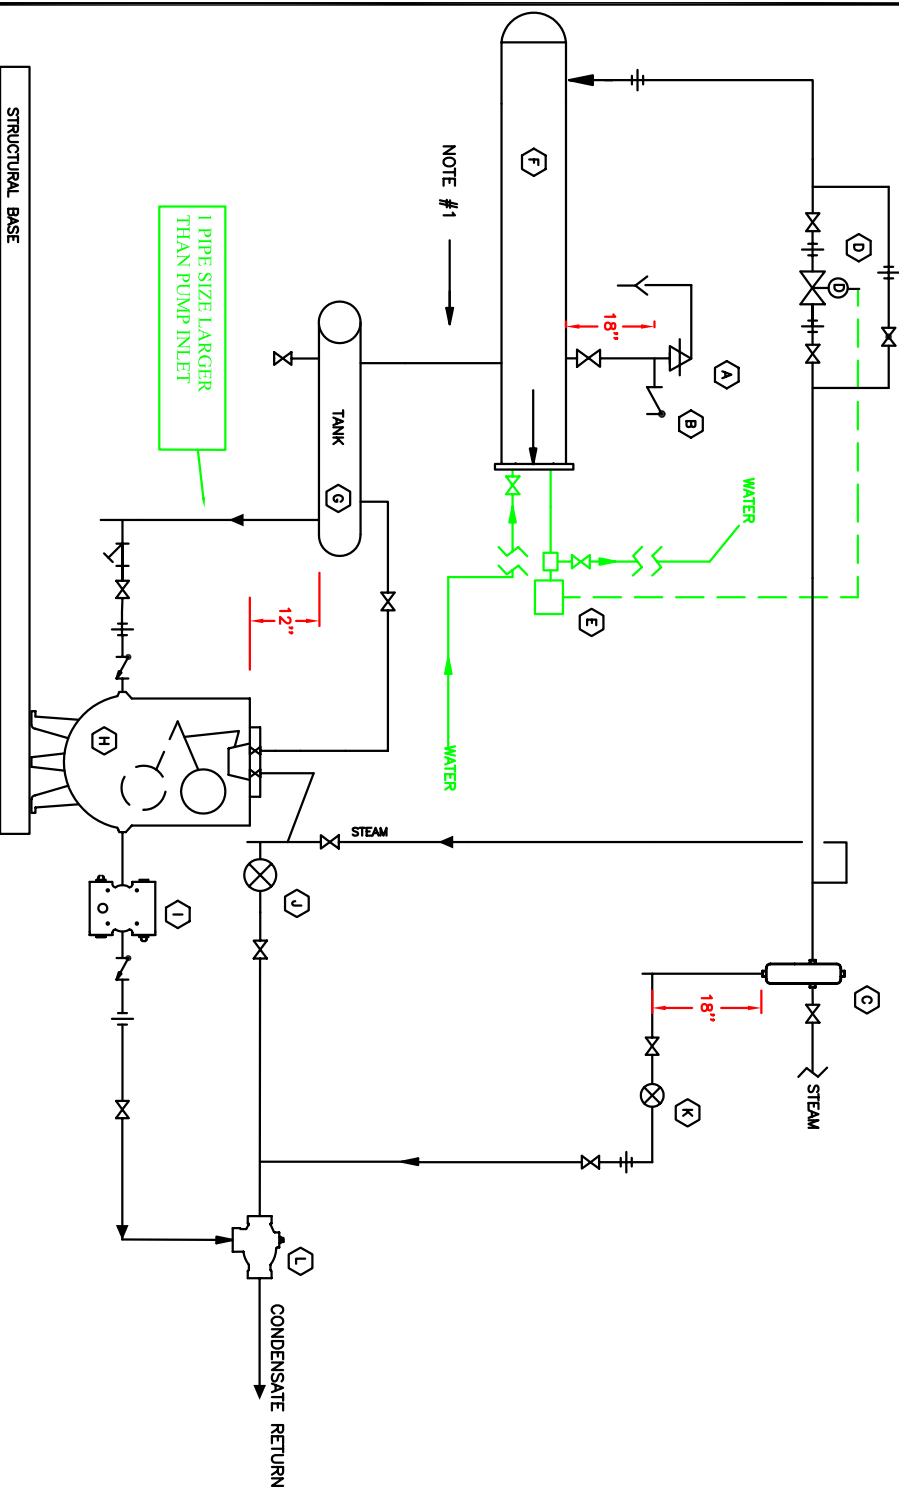 STEAM
C
18"
K
D
D
A
B
18"
F
NOTE #1
WATER
E
WATER
TANK
G
12"
1 PIPE SIZE LARGER
THAN PUMP INLET
STEAM
J
H
I
L
CONDENSATE RETURN
STRUCTURAL BASE